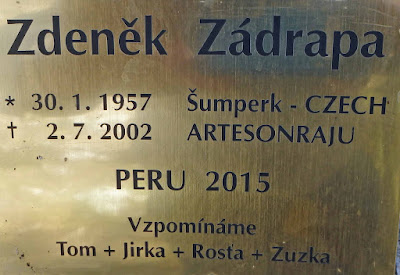 Zdeněk Zádrapa
* 30. 1. 1957 Šumperk - CZECH
† 2. 7. 2002 ARTESONRAJU
PERU 2015
Vzpomínáme
Tom + Jirka + Rosťa + Zuzka